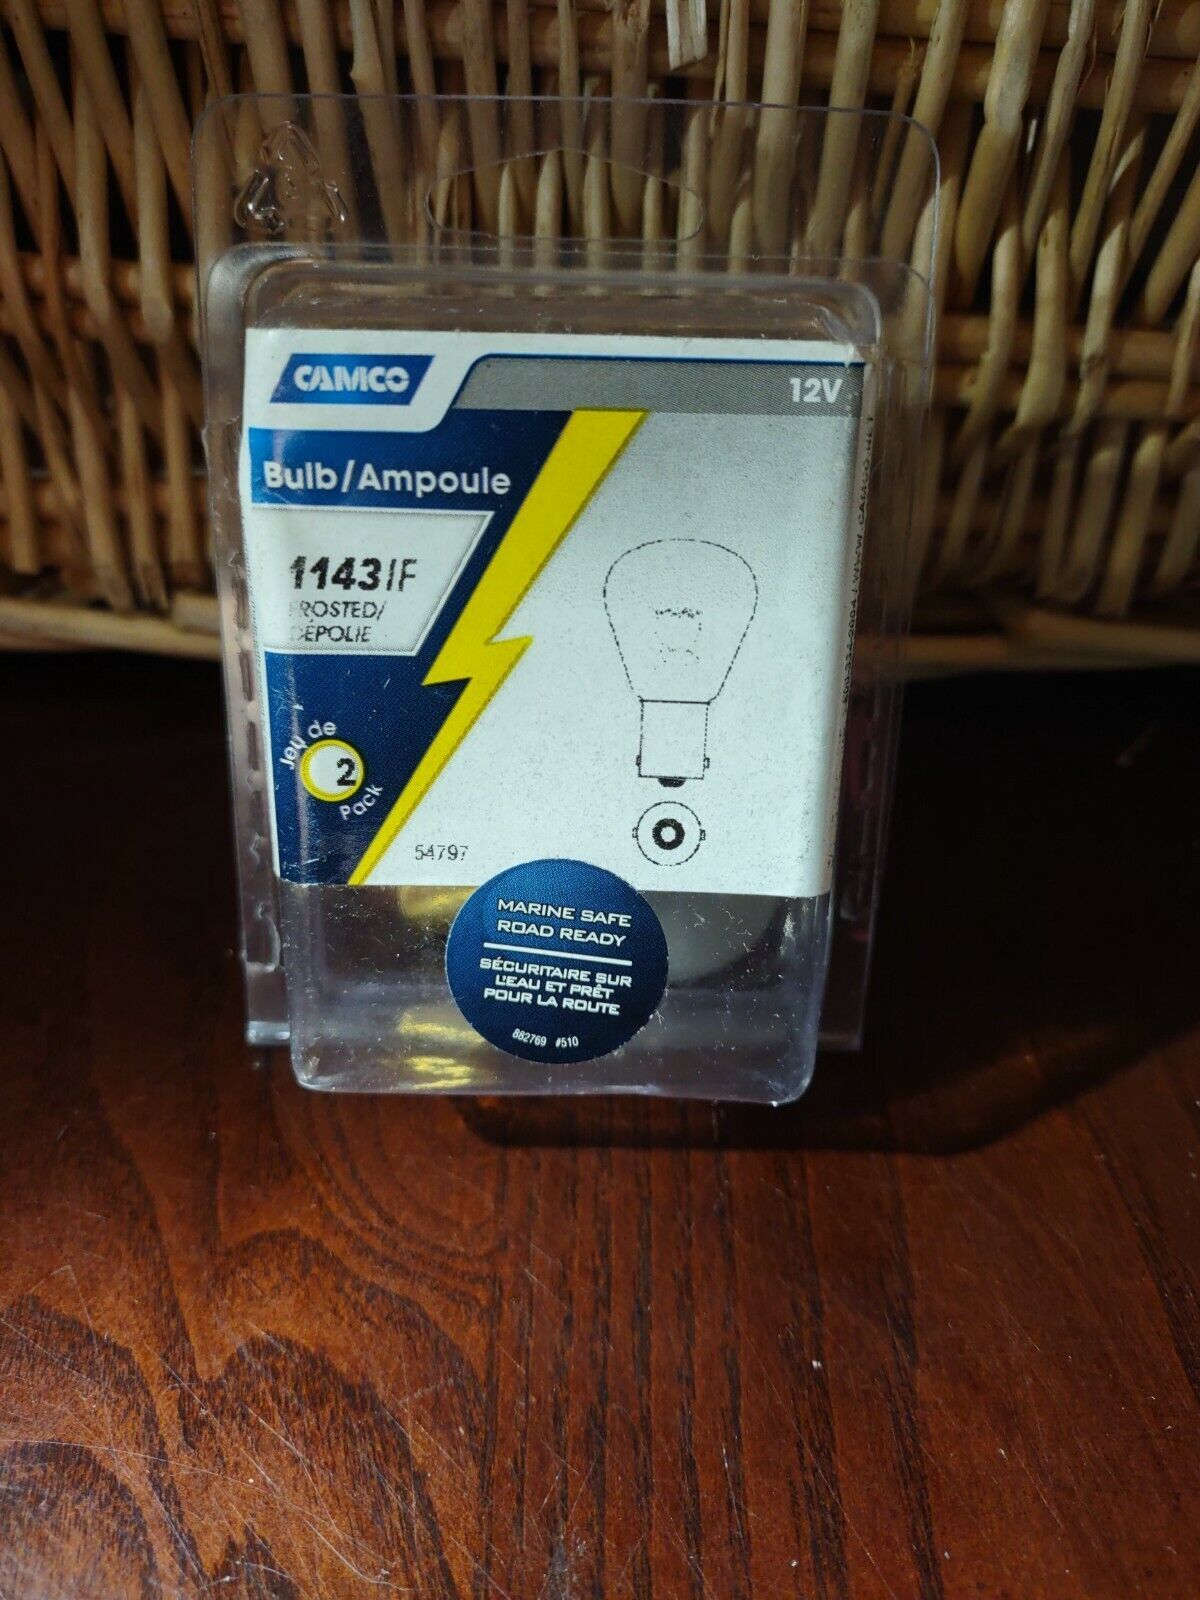 CAMCO
12V
Bulb/Ampoule
1143IF
FROSTED/
DÉPOLIE
Jeu de
2
Pack
54797
MARINE SAFE
ROAD READY
SÉCURITAIRE SUR
L'EAU ET PRÊT
POUR LA ROUTE
882769 #510